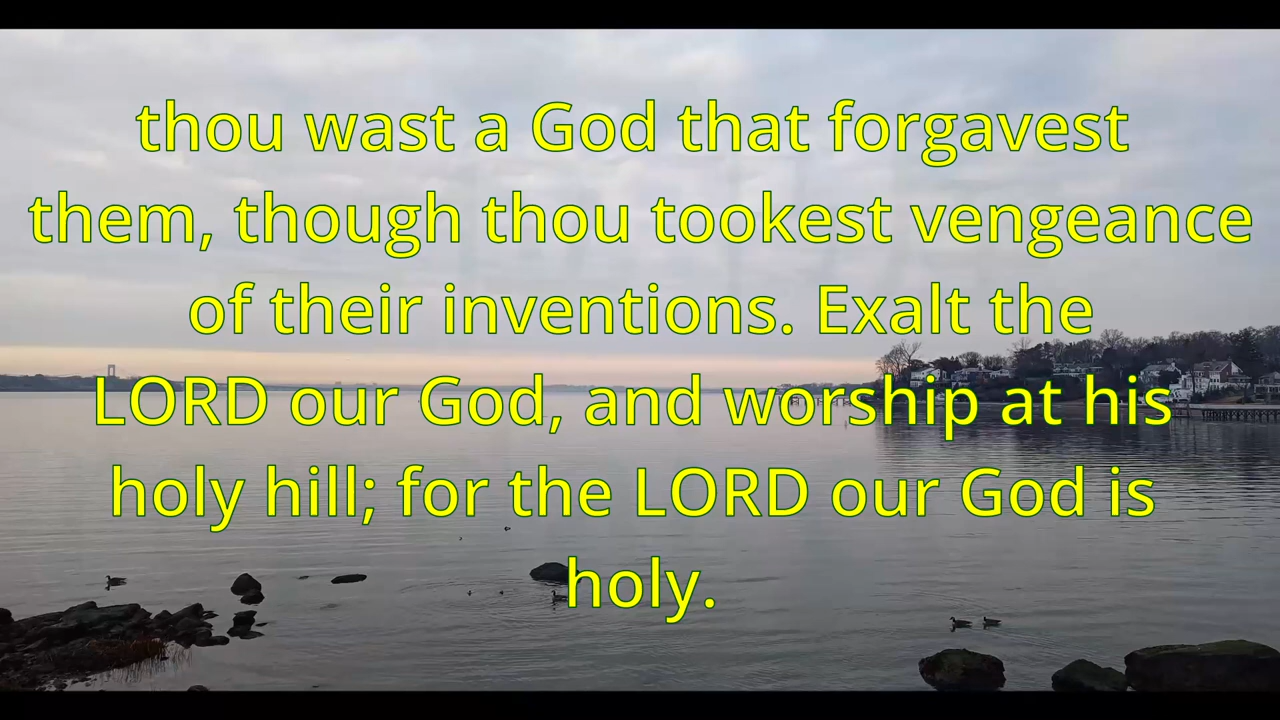 thou wast a God that forgavest
them, though thou tookest vengeance
of their inventions. Exalt the
LORD our God, and worship at his
holy hill; for the LORD our God is
holy.